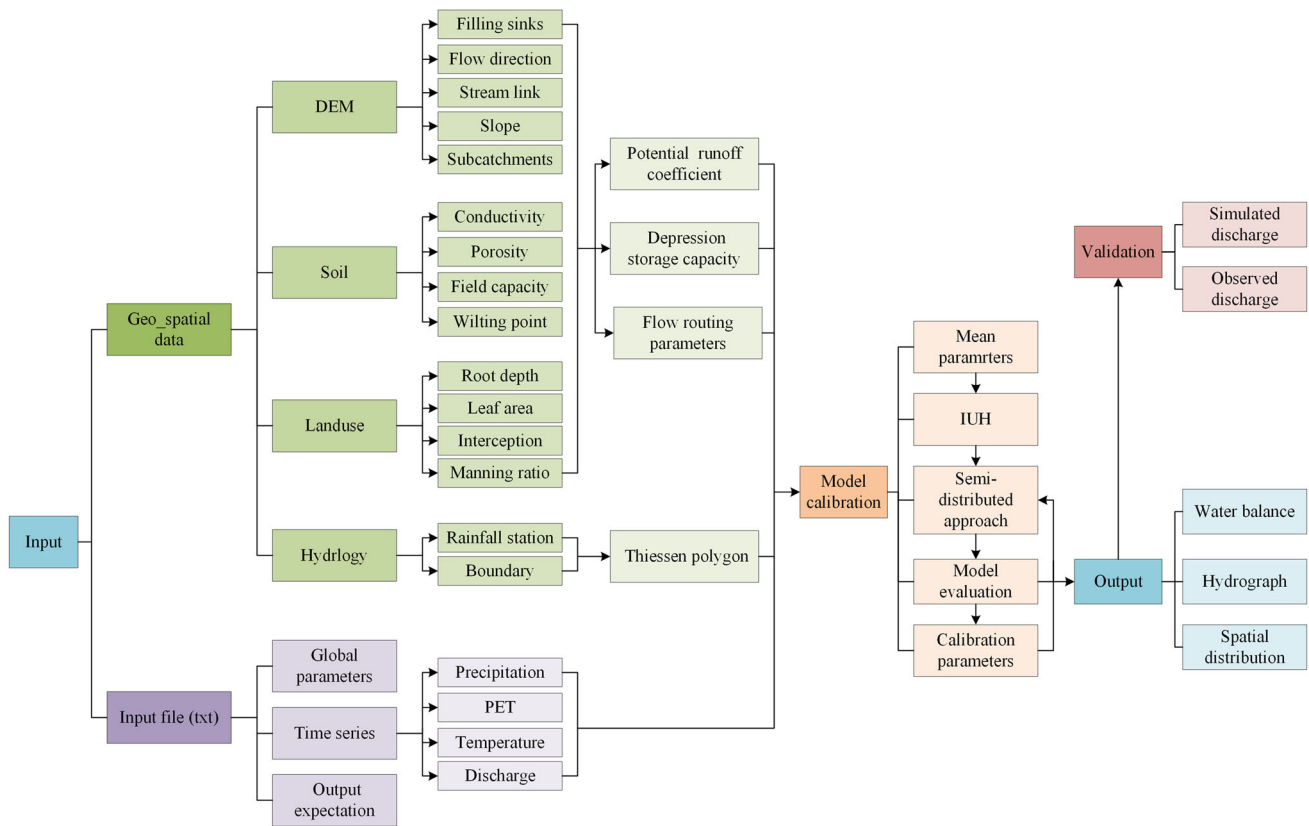 Input
Geo_spatial
data
Input file (txt)
DEM
Soil
Landuse
Hydrlogy
Global
parameters
Time series
Output
expectation
Filling sinks
Flow direction
Stream link
Slope
Subcatchments
Conductivity
Porosity
Field capacity
Wilting point
Root depth
Leaf area
Interception
Manning ratio
Rainfall station
Boundary
Precipitation
PET
Temperature
Discharge
Potential runoff
coefficient
Depression
storage capacity
Flow routing
parameters
Thiessen polygon
Model
calibration
Mean
paramrters
IUH
Semi-
distributed
approach
Model
evaluation
Calibration
parameters
Validation
Output
Simulated
discharge
Observed
discharge
Water balance
Hydrograph
Spatial
distribution